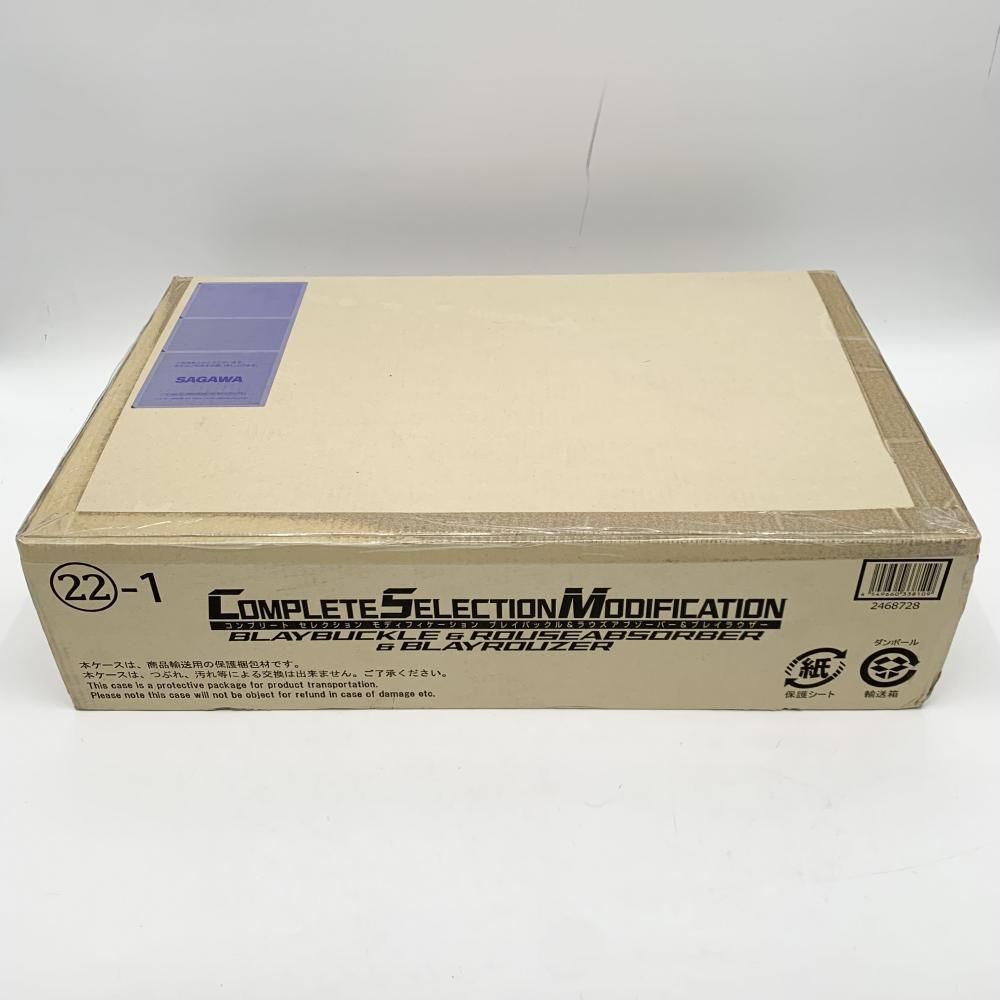 SAGAWA
22-1
COMPLETE SELECTION MODIFICATION
コンプリート セレクション モディフィケーション ブレイバックル&ラウズアブソーバー&ブレイラウザー
BLAYBUCKLE & ROUSEABSORBER
& BLAYROUZER
本ケースは、商品輸送用の保護梱包材です。
本ケースは、つぶれ、汚れ等による交換は出来ません。ご了承ください。
This case is a protective package for product transportation.
Please note this case will not be object for refund in case of damage etc.
4 549660 338109
2468728
紙
保護シート
ダンボール
輸送箱